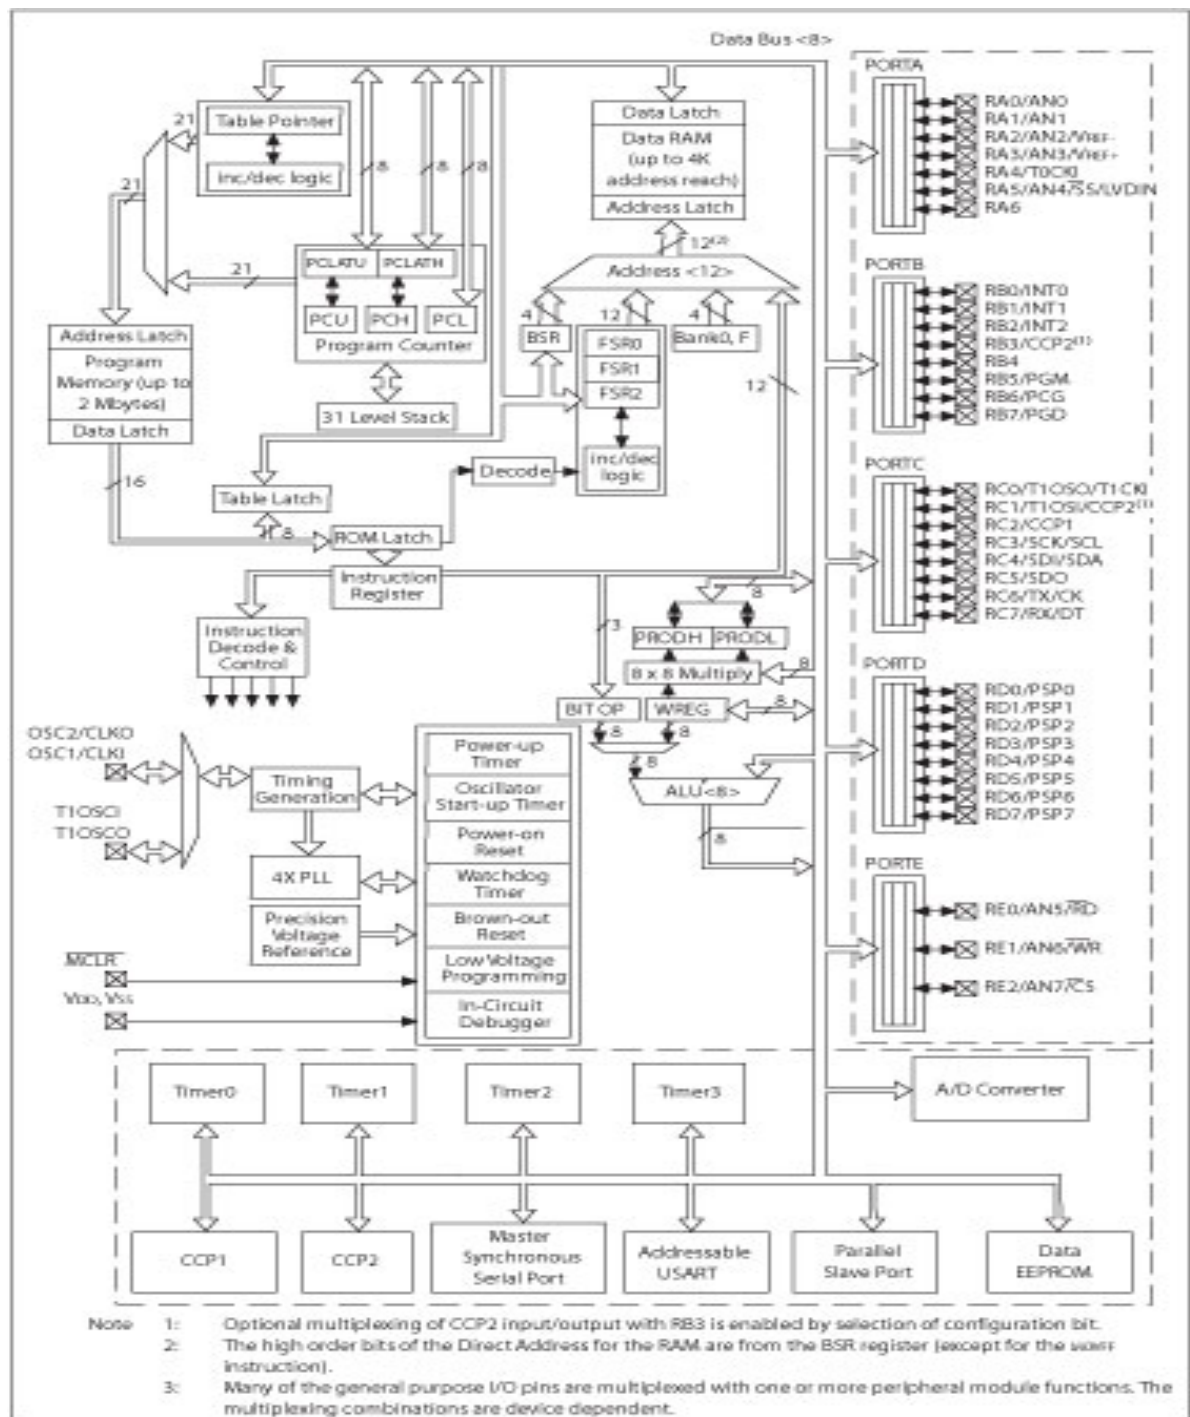 Data Bus <8>
21
Table Pointer
inc/dec logic
21
8
8
8
Data Latch
Data RAM
(up to 4K
address reach)
Address Latch
12(2)
Address <12>
21
PCLATU PCLATH
PCU PCH PCL
Program Counter
4
12
4
BSR
FSR0
FSR1
FSR2
Bank0, F
12
inc/dec
logic
31 Level Stack
Address Latch
Program
Memory (up to
2 Mbytes)
Data Latch
16
Table Latch
8
Decode
ROM Latch
Instruction
Register
Instruction
Decode &
Control
8
3
PRODH PRODL
8 x 8 Multiply
8
BIT OP
WREG
8
8
8
8
ALU<8>
8
OSC2/CLKO
OSC1/CLKI
T1OSCI
T1OSCO
Timing
Generation
4X PLL
Precision
Voltage
Reference
MCLR
VDD, VSS
Power-up
Timer
Oscillator
Start-up Timer
Power-on
Reset
Watchdog
Timer
Brown-out
Reset
Low Voltage
Programming
In-Circuit
Debugger
PORTA
RA0/AN0
RA1/AN1
RA2/AN2/VREF-
RA3/AN3/VREF+
RA4/T0CKI
RA5/AN4/SS/LVDIN
RA6
PORTB
RB0/INT0
RB1/INT1
RB2/INT2
RB3/CCP2(1)
RB4
RB5/PGM
RB6/PCG
RB7/PGD
PORTC
RC0/T1OSO/T1CKI
RC1/T1OSI/CCP2(1)
RC2/CCP1
RC3/SCK/SCL
RC4/SDI/SDA
RC5/SDO
RC6/TX/CK
RC7/RX/DT
PORTD
RD0/PSP0
RD1/PSP1
RD2/PSP2
RD3/PSP3
RD4/PSP4
RD5/PSP5
RD6/PSP6
RD7/PSP7
PORTE
RE0/AN5/RD
RE1/AN6/WR
RE2/AN7/CS
Timer0
Timer1
Timer2
Timer3
A/D Converter
CCP1
CCP2
Master
Synchronous
Serial Port
Addressable
USART
Parallel
Slave Port
Data
EEPROM
Note 1: Optional multiplexing of CCP2 input/output with RB3 is enabled by selection of configuration bit.
2: The high order bits of the Direct Address for the RAM are from the BSR register (except for the MOVFF
instruction).
3: Many of the general purpose I/O pins are multiplexed with one or more peripheral module functions. The
multiplexing combinations are device dependent.